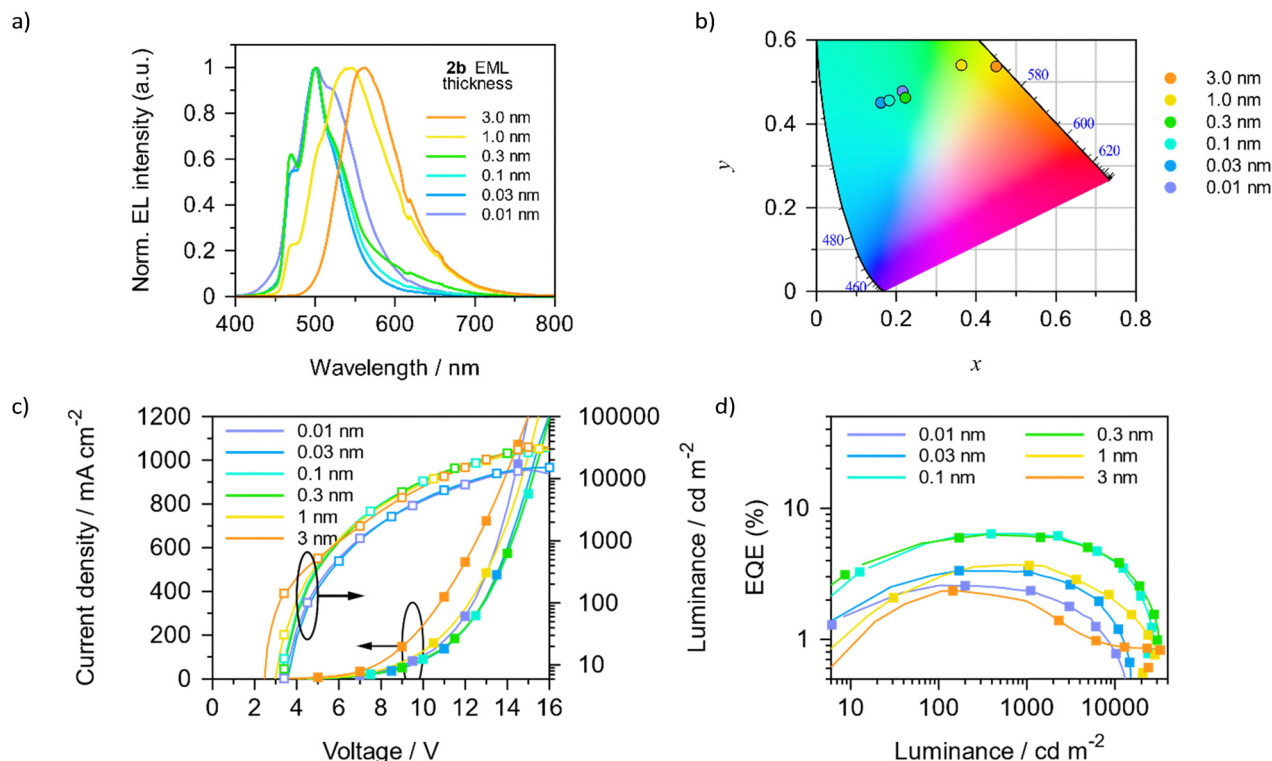 a)
Norm. EL intensity (a.u.)
1
0.8
0.6
0.4
0.2
0
400 500 600 700 800
Wavelength / nm
2b EML
thickness
3.0 nm
1.0 nm
0.3 nm
0.1 nm
0.03 nm
0.01 nm
b)
y
0.6
0.4
0.2
0
0 0.2 0.4 0.6 0.8
x
460
480
580
600
620
3.0 nm
1.0 nm
0.3 nm
0.1 nm
0.03 nm
0.01 nm
c)
Current density / mA cm-2
1200
1000
800
600
400
200
0
0 2 4 6 8 10 12 14 16
Voltage / V
100000
10000
1000
100
10
Luminance / cd m-2
0.01 nm
0.03 nm
0.1 nm
0.3 nm
1 nm
3 nm
d)
EQE (%)
10
1
10 100 1000 10000
Luminance / cd m-2
0.01 nm
0.03 nm
0.1 nm
0.3 nm
1 nm
3 nm